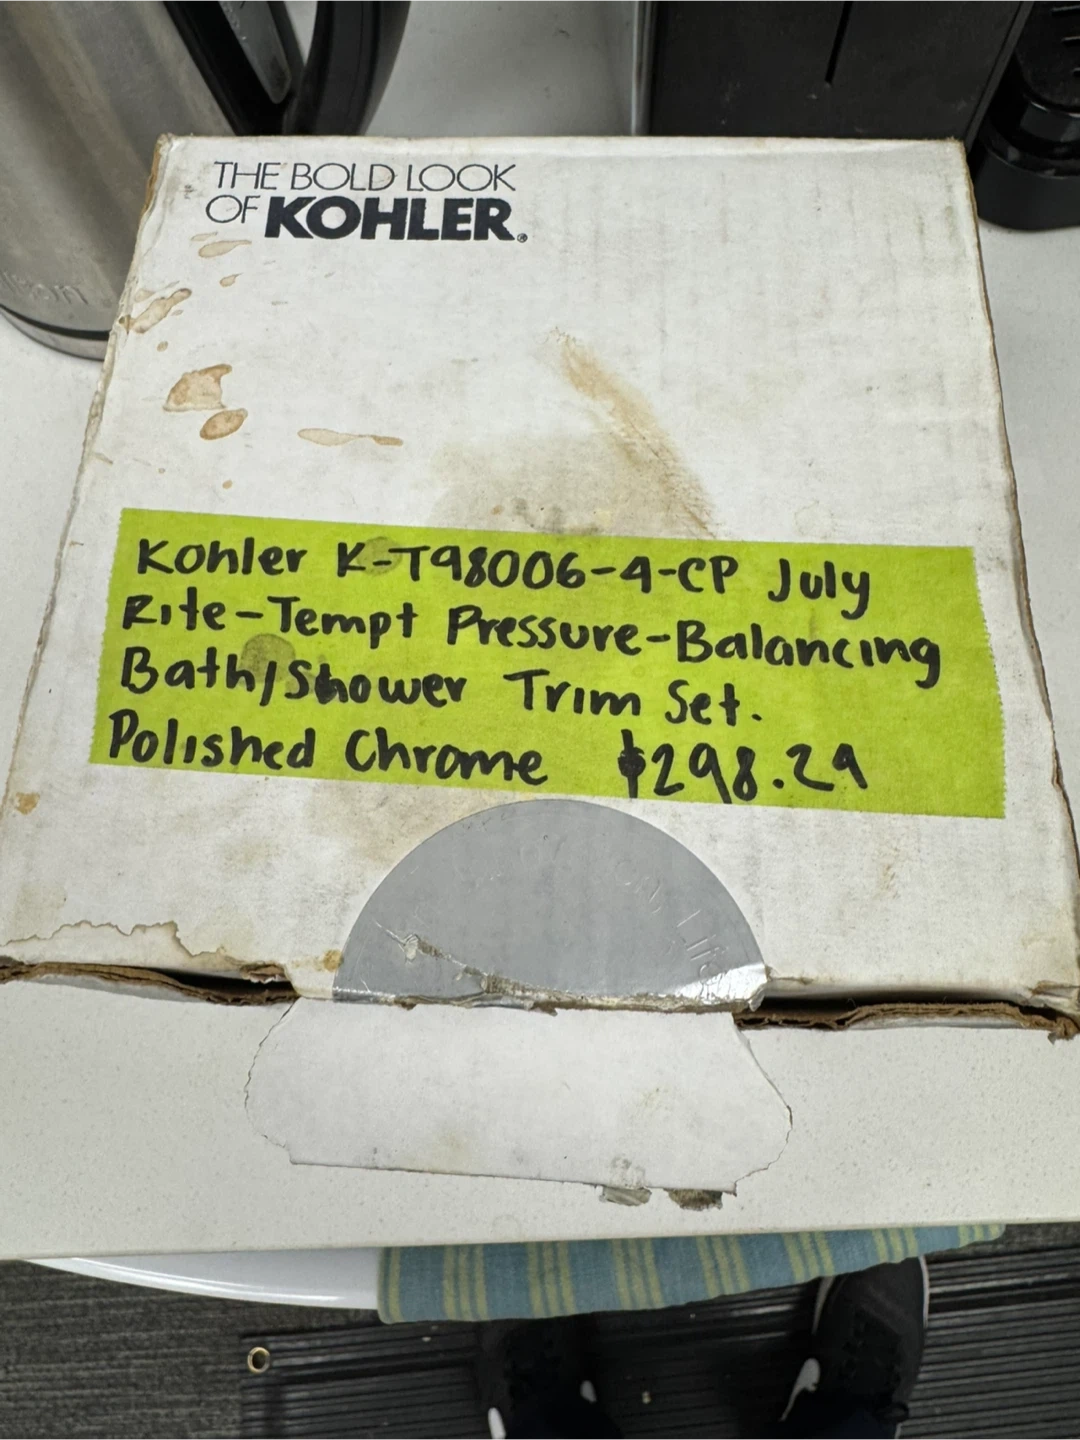 THE BOLD LOOK
OF KOHLER®
Kohler K-T98006-4-CP July
Rite-Tempt Pressure-Balancing
Bath/Shower Trim Set.
Polished Chrome $298.29